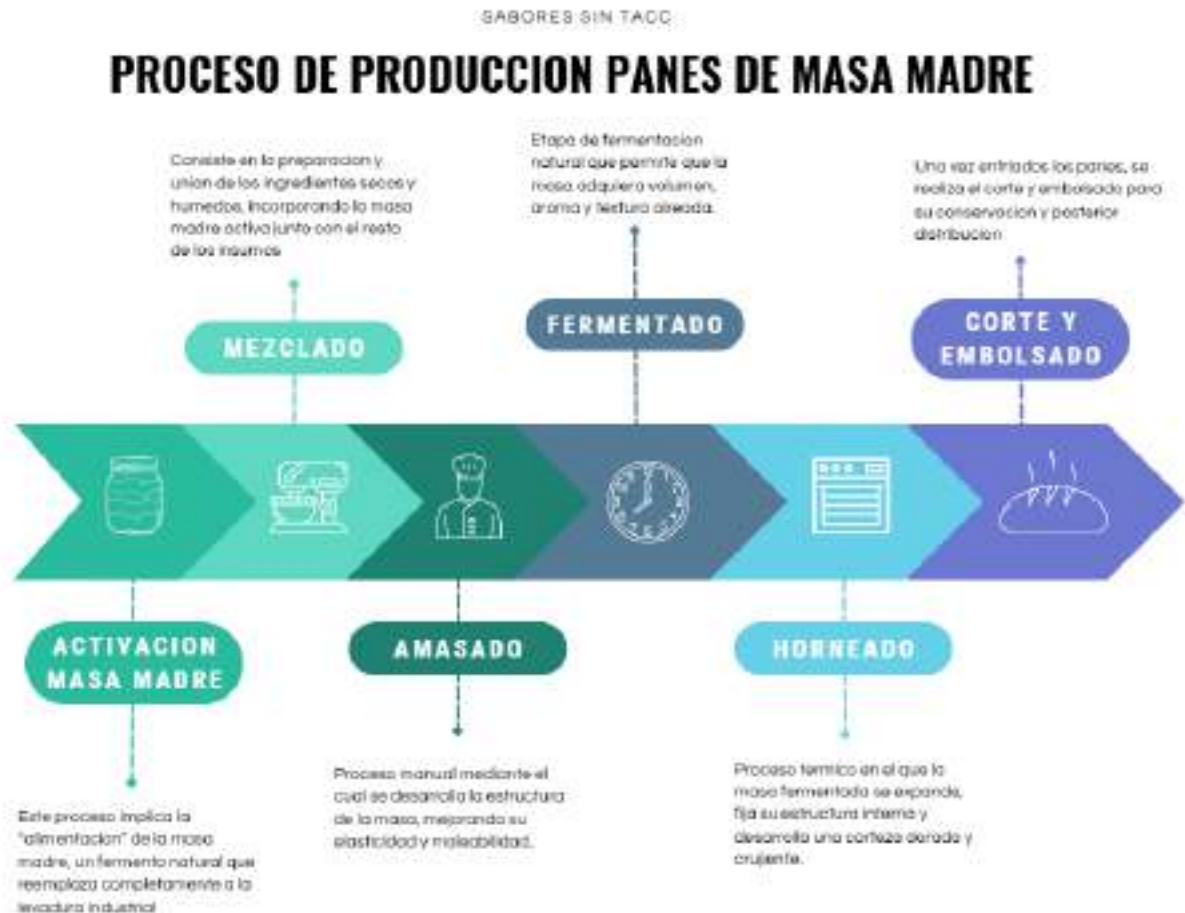 SABORES SIN TACC
PROCESO DE PRODUCCION PANES DE MASA MADRE
Consiste en la preparacion y
union de los ingredientes secos y
humedos, incorporando la masa
madre activa junto con el resto
de los insumos
MEZCLADO
Etapa de fermentacion
natural que permite que la
masa adquiera volumen,
aroma y textura aireada.
FERMENTADO
Una vez enfriados los panes, se
realiza el corte y embolsado para
su conservacion y posterior
distribucion
CORTE Y
EMBOLSADO
ACTIVACION
MASA MADRE
Este proceso implica la
"alimentacion" de la masa
madre, un fermento natural que
reemplaza completamente a la
levadura industrial
AMASADO
Proceso manual mediante el
cual se desarrolla la estructura
de la masa, mejorando su
elasticidad y maleabilidad.
HORNEADO
Proceso termico en el que la
masa fermentada se expande,
fija su estructura interna y
desarrolla una corteza dorada y
crujiente.